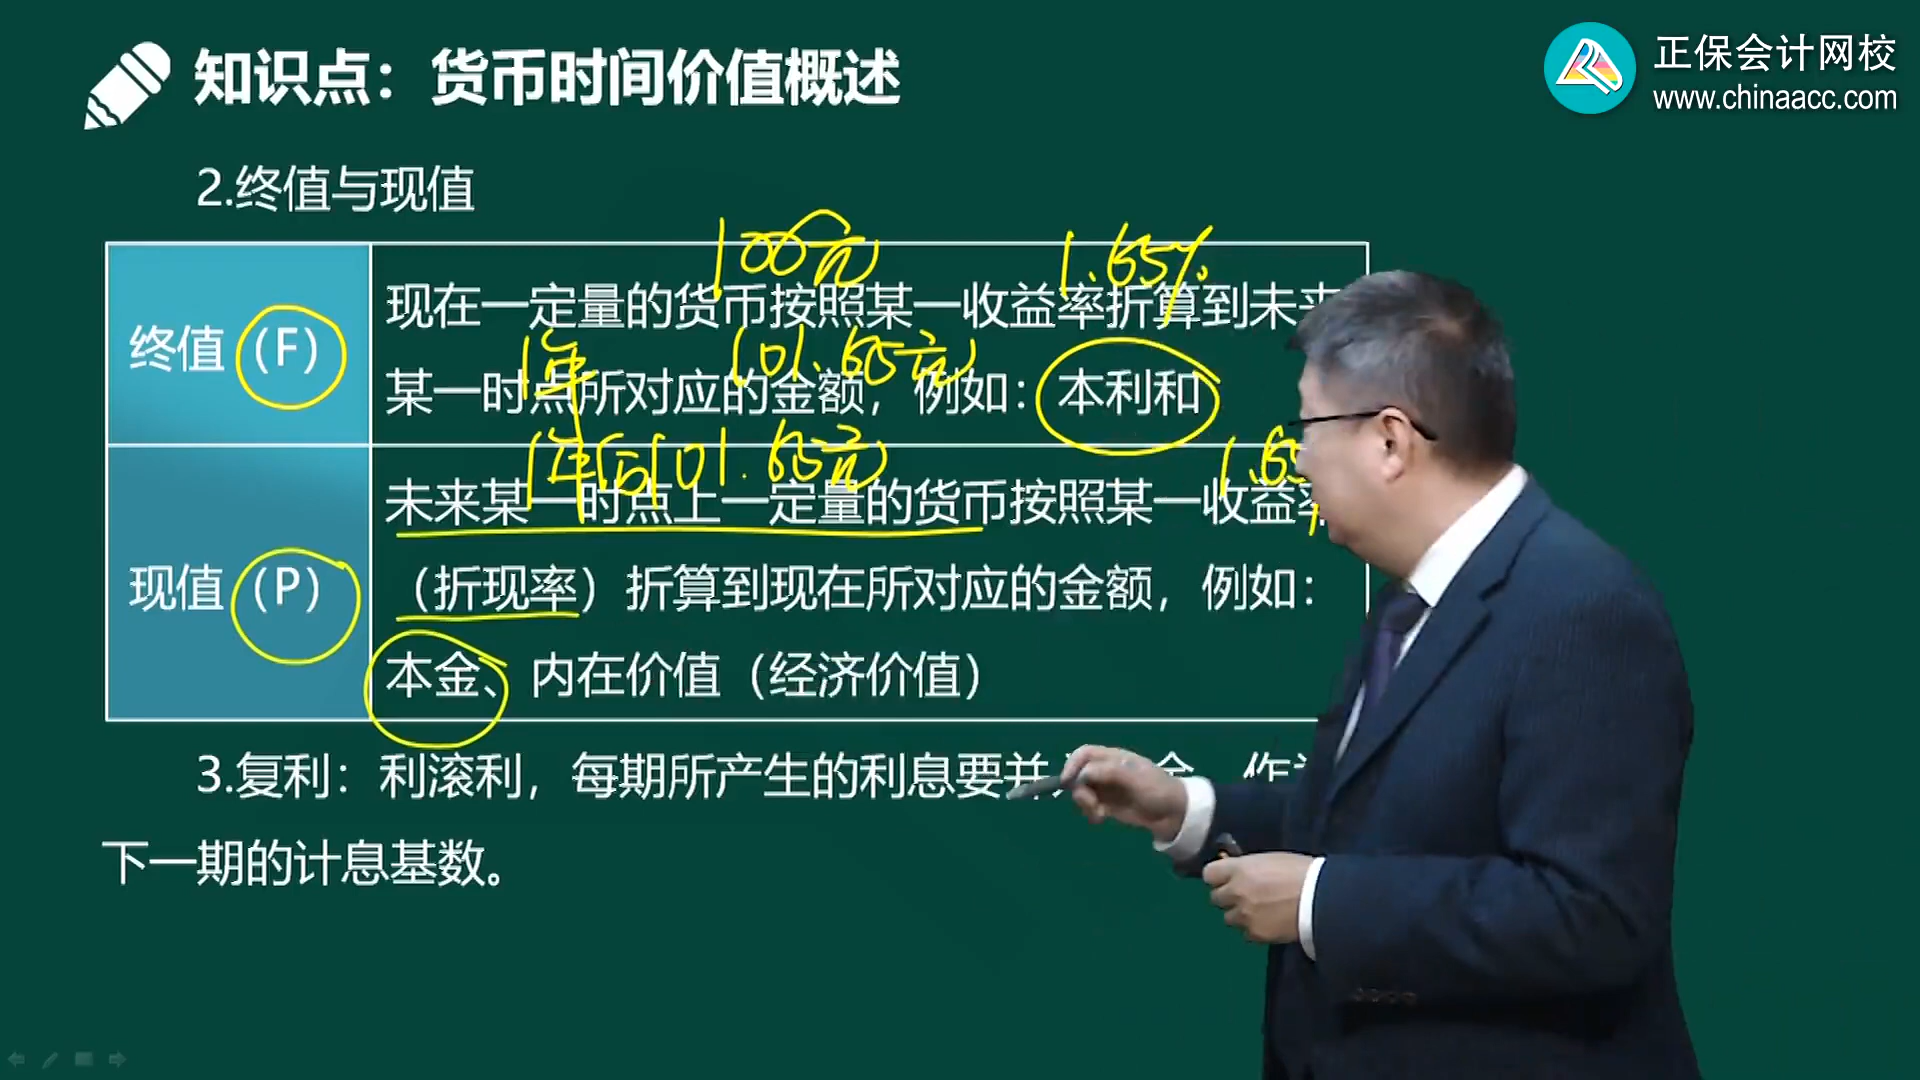 知识点：货币时间价值概述
正保会计网校
www.chinaacc.com
2.终值与现值
100元
1.65%
终值（F）
现在一定量的货币按照某一收益率折算到未来
1年
101.65元
某一时点所对应的金额，例如：本利和
1年后101.65元
1.65
现值（P）
未来某一时点上一定量的货币按照某一收益率
（折现率）折算到现在所对应的金额，例如：
本金、内在价值（经济价值）
3.复利：利滚利，每期所产生的利息要并
下一期的计息基数。